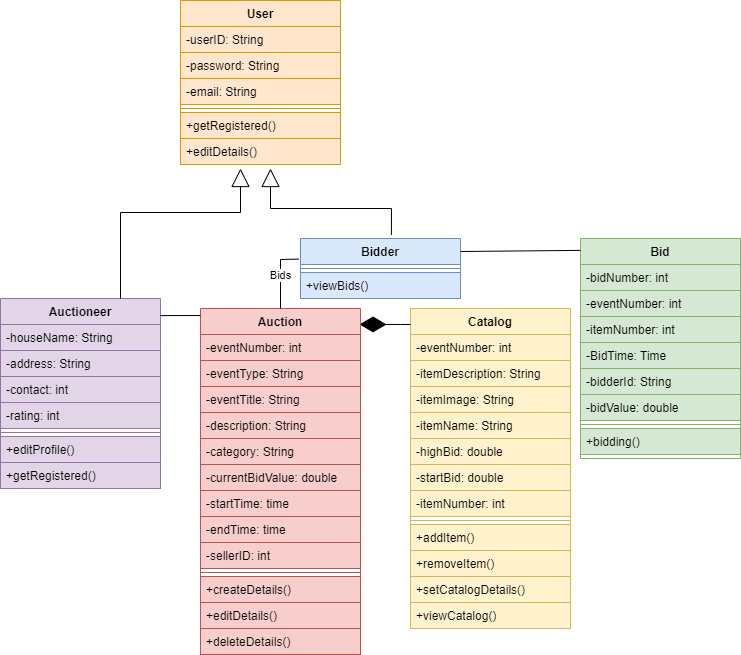 User
-userID: String
-password: String
-email: String
+getRegistered()
+editDetails()
Bidder
+viewBids()
Bids
Bid
-bidNumber: int
-eventNumber: int
-itemNumber: int
-BidTime: Time
-bidderId: String
-bidValue: double
+bidding()
Auctioneer
-houseName: String
-address: String
-contact: int
-rating: int
+editProfile()
+getRegistered()
Auction
-eventNumber: int
-eventType: String
-eventTitle: String
-description: String
-category: String
-currentBidValue: double
-startTime: time
-endTime: time
-sellerID: int
+createDetails()
+editDetails()
+deleteDetails()
Catalog
-eventNumber: int
-itemDescription: String
-itemImage: String
-itemName: String
-highBid: double
-startBid: double
-itemNumber: int
+addItem()
+removeItem()
+setCatalogDetails()
+viewCatalog()